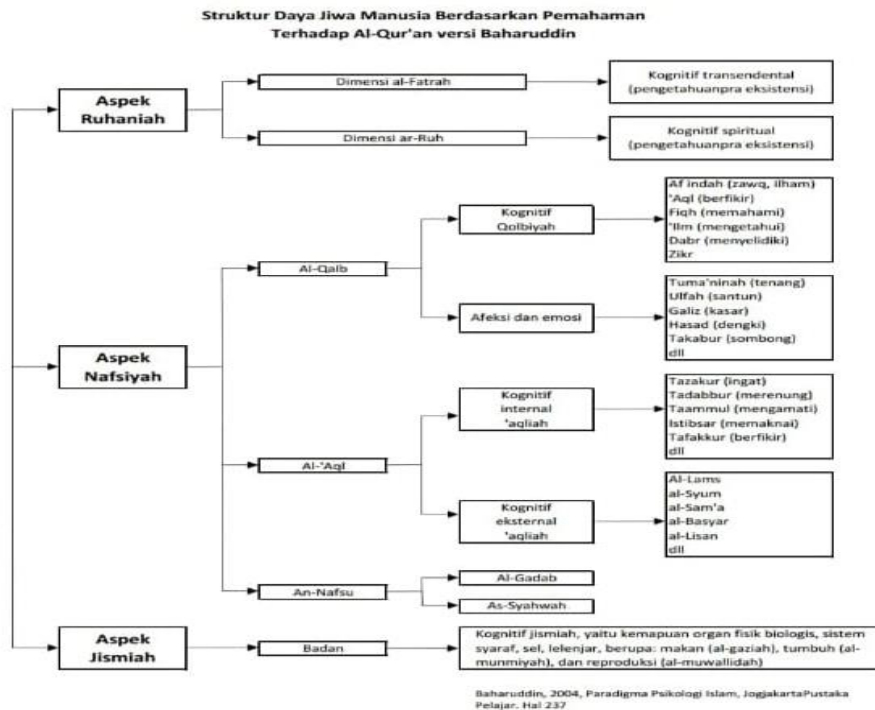 Struktur Daya Jiwa Manusia Berdasarkan Pemahaman
Terhadap Al-Qur'an versi Baharuddin
Aspek
Ruhaniah
Dimensi al-Fatrah
Kognitif transendental
(pengetahuanpra eksistensi)
Dimensi ar-Ruh
Kognitif spiritual
(pengetahuanpra eksistensi)
Aspek
Nafsiyah
Al-Qalb
Kognitif
Qolbiyah
Af indah (zawq, ilham)
'Aql (berfikir)
Fiqh (memahami)
'Ilm (mengetahui)
Dabr (menyelidiki)
Zikr
Afeksi dan emosi
Tuma'ninah (tenang)
Ulfah (santun)
Galiz (kasar)
Hasad (dengki)
Takabur (sombong)
dll
Al-'Aql
Kognitif
internal
'aqliah
Tazakur (ingat)
Tadabbur (merenung)
Taammul (mengamati)
Istibsar (memaknai)
Tafakkur (berfikir)
dll
Kognitif
eksternal
'aqliah
Al-Lams
al-Syum
al-Sam'a
al-Basyar
al-Lisan
dll
An-Nafsu
Al-Gadab
As-Syahwah
Aspek
Jismiah
Badan
Kognitif jismiah, yaitu kemapuan organ fisik biologis, sistem
syaraf, sel, lelenjar, berupa: makan (al-gaziah), tumbuh (al-
munmiyah), dan reproduksi (al-muwallidah)
Baharuddin, 2004, Paradigma Psikologi Islam, JogjakartaPustaka
Pelajar. Hal 237